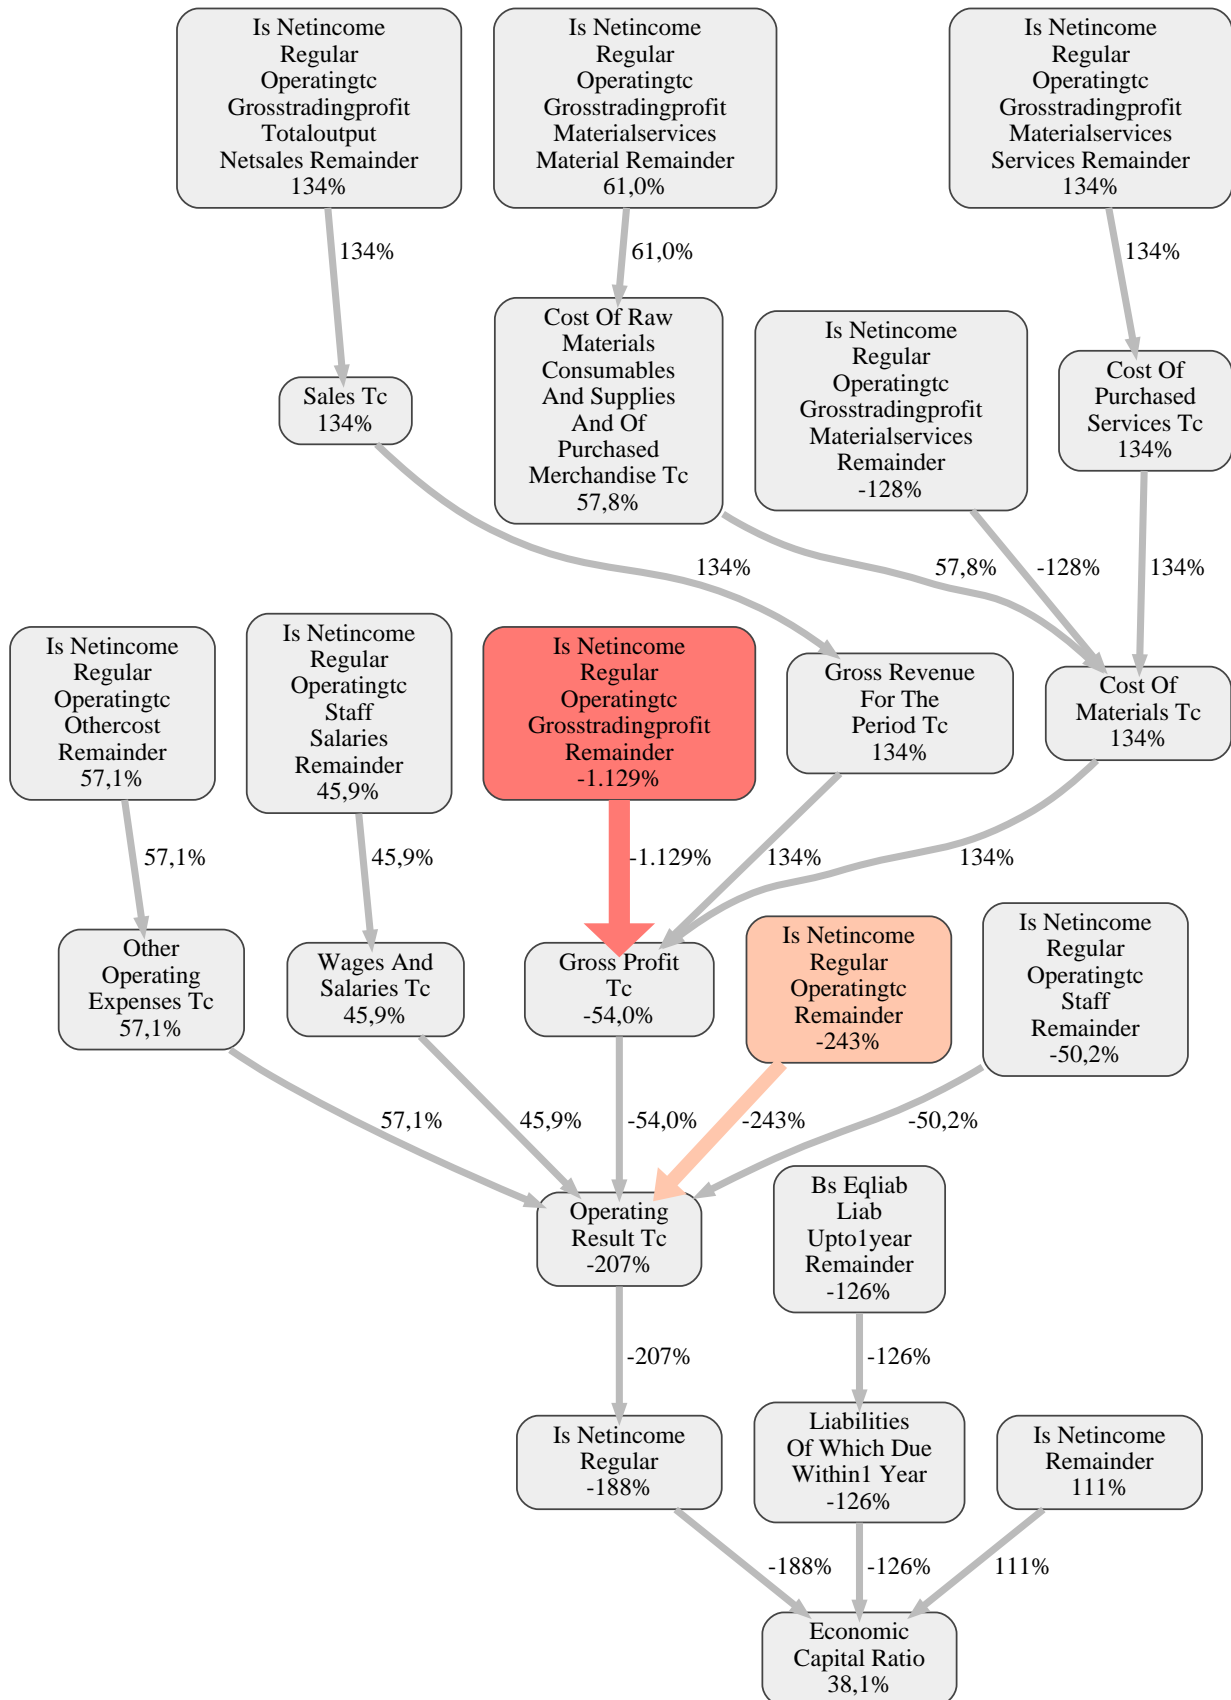 Is Netincome
Regular
Operatingtc
Grosstradingprofit
Totaloutput
Netsales Remainder
134%
Is Netincome
Regular
Operatingtc
Grosstradingprofit
Materialservices
Material Remainder
61,0%
Is Netincome
Regular
Operatingtc
Grosstradingprofit
Materialservices
Services Remainder
134%
134%
61,0%
134%
Sales Tc
134%
Cost Of Raw
Materials
Consumables
And Supplies
And Of
Purchased
Merchandise Tc
57,8%
Is Netincome
Regular
Operatingtc
Grosstradingprofit
Materialservices
Remainder
-128%
Cost Of
Purchased
Services Tc
134%
134%
57,8%
-128%
134%
Is Netincome
Regular
Operatingtc
Othercost
Remainder
57,1%
Is Netincome
Regular
Operatingtc
Staff
Salaries
Remainder
45,9%
Is Netincome
Regular
Operatingtc
Grosstradingprofit
Remainder
-1.129%
Gross Revenue
For The
Period Tc
134%
Cost Of
Materials Tc
134%
57,1%
45,9%
-1.129%
134%
134%
Other
Operating
Expenses Tc
57,1%
Wages And
Salaries Tc
45,9%
Gross Profit
Tc
-54,0%
Is Netincome
Regular
Operatingtc
Remainder
-243%
Is Netincome
Regular
Operatingtc
Staff
Remainder
-50,2%
57,1%
45,9%
-54,0%
-243%
-50,2%
Operating
Result Tc
-207%
Bs Eqliab
Liab
Upto1year
Remainder
-126%
-207%
-126%
Is Netincome
Regular
-188%
Liabilities
Of Which Due
Within1 Year
-126%
Is Netincome
Remainder
111%
-188%
-126%
111%
Economic
Capital Ratio
38,1%